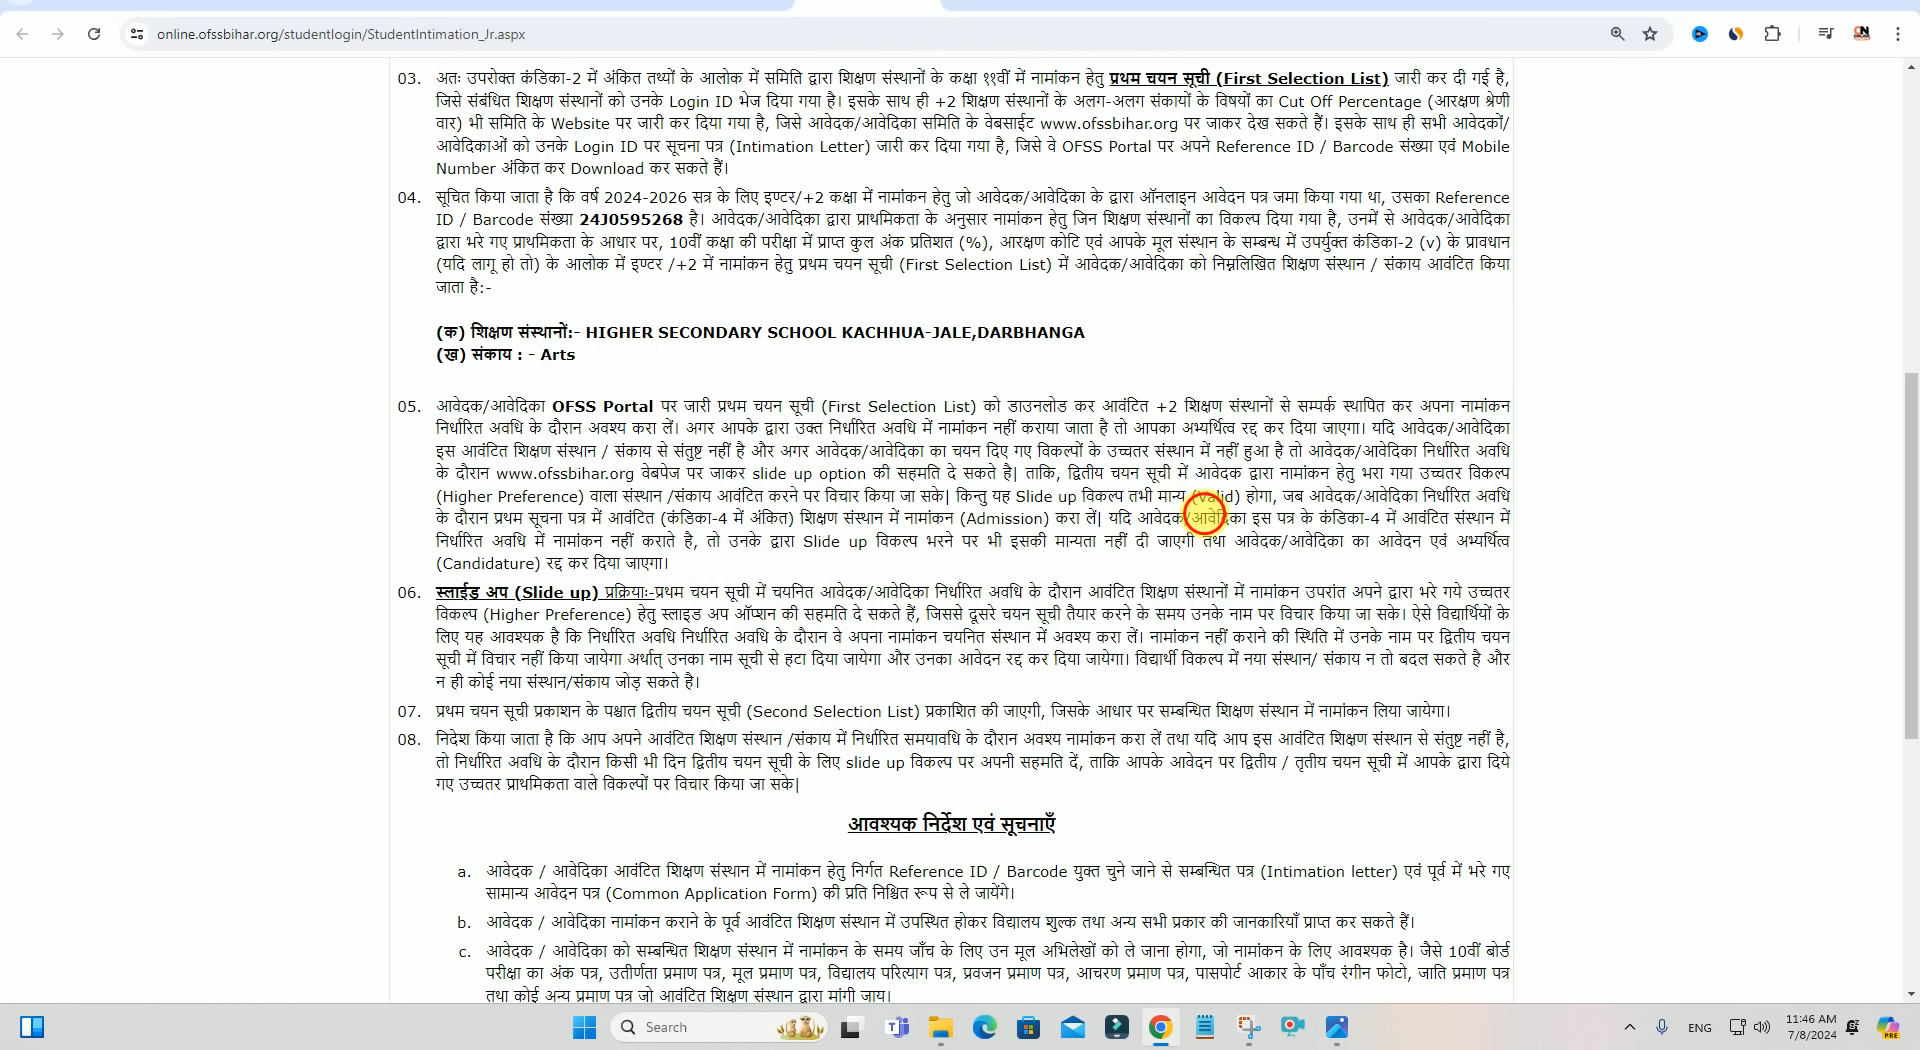 online.ofssbihar.org/studentlogin/StudentIntimation_Jr.aspx
03. अतः उपरोक्त कंडिका-2 में अंकित तथ्यों के आलोक में समिति द्वारा शिक्षण संस्थानों के कक्षा ११वीं में नामांकन हेतु प्रथम चयन सूची (First Selection List) जारी कर दी गई है,
जिसे संबंधित शिक्षण संस्थानों को उनके Login ID भेज दिया गया है। इसके साथ ही +2 शिक्षण संस्थानों के अलग-अलग संकायों के विषयों का Cut Off Percentage (आरक्षण श्रेणी
वार) भी समिति के Website पर जारी कर दिया गया है, जिसे आवेदक/आवेदिका समिति के वेबसाईट www.ofssbihar.org पर जाकर देख सकते हैं। इसके साथ ही सभी आवेदकों/
आवेदिकाओं को उनके Login ID पर सूचना पत्र (Intimation Letter) जारी कर दिया गया है, जिसे वे OFSS Portal पर अपने Reference ID / Barcode संख्या एवं Mobile
Number अंकित कर Download कर सकते हैं।
04. सूचित किया जाता है कि वर्ष 2024-2026 सत्र के लिए इण्टर/+2 कक्षा में नामांकन हेतु जो आवेदक/आवेदिका के द्वारा ऑनलाइन आवेदन पत्र जमा किया गया था, उसका Reference
ID / Barcode संख्या 24J0595268 है। आवेदक/आवेदिका द्वारा प्राथमिकता के अनुसार नामांकन हेतु जिन शिक्षण संस्थानों का विकल्प दिया गया है, उनमें से आवेदक/आवेदिका
द्वारा भरे गए प्राथमिकता के आधार पर, 10वीं कक्षा की परीक्षा में प्राप्त कुल अंक प्रतिशत (%), आरक्षण कोटि एवं आपके मूल संस्थान के सम्बन्ध में उपर्युक्त कंडिका-2 (v) के प्रावधान
(यदि लागू हो तो) के आलोक में इण्टर /+2 में नामांकन हेतु प्रथम चयन सूची (First Selection List) में आवेदक/आवेदिका को निम्नलिखित शिक्षण संस्थान / संकाय आवंटित किया
जाता है:-
(क) शिक्षण संस्थानों:- HIGHER SECONDARY SCHOOL KACHHUA-JALE,DARBHANGA
(ख) संकाय : - Arts
05. आवेदक/आवेदिका OFSS Portal पर जारी प्रथम चयन सूची (First Selection List) को डाउनलोड कर आवंटित +2 शिक्षण संस्थानों से सम्पर्क स्थापित कर अपना नामांकन
निर्धारित अवधि के दौरान अवश्य करा लें। अगर आपके द्वारा उक्त निर्धारित अवधि में नामांकन नहीं कराया जाता है तो आपका अभ्यर्थित्व रद्द कर दिया जाएगा। यदि आवेदक/आवेदिका
इस आवंटित शिक्षण संस्थान / संकाय से संतुष्ट नहीं है और अगर आवेदक/आवेदिका का चयन दिए गए विकल्पों के उच्चतर संस्थान में नहीं हुआ है तो आवेदक/आवेदिका निर्धारित अवधि
के दौरान www.ofssbihar.org वेबपेज पर जाकर slide up option की सहमति दे सकते है| ताकि, द्वितीय चयन सूची में आवेदक द्वारा नामांकन हेतु भरा गया उच्चतर विकल्प
(Higher Preference) वाला संस्थान /संकाय आवंटित करने पर विचार किया जा सके| किन्तु यह Slide up विकल्प तभी मान्य (Valid) होगा, जब आवेदक/आवेदिका निर्धारित अवधि
के दौरान प्रथम सूचना पत्र में आवंटित (कंडिका-4 में अंकित) शिक्षण संस्थान में नामांकन (Admission) करा लें| यदि आवेदक/आवेदिका इस पत्र के कंडिका-4 में आवंटित संस्थान में
निर्धारित अवधि में नामांकन नहीं कराते है, तो उनके द्वारा Slide up विकल्प भरने पर भी इसकी मान्यता नहीं दी जाएगी तथा आवेदक/आवेदिका का आवेदन एवं अभ्यर्थित्व
(Candidature) रद्द कर दिया जाएगा।
06. स्लाईड अप (Slide up) प्रक्रियाः-प्रथम चयन सूची में चयनित आवेदक/आवेदिका निर्धारित अवधि के दौरान आवंटित शिक्षण संस्थानों में नामांकन उपरांत अपने द्वारा भरे गये उच्चतर
विकल्प (Higher Preference) हेतु स्लाइड अप ऑप्शन की सहमति दे सकते हैं, जिससे दूसरे चयन सूची तैयार करने के समय उनके नाम पर विचार किया जा सके। ऐसे विद्यार्थियों के
लिए यह आवश्यक है कि निर्धारित अवधि निर्धारित अवधि के दौरान वे अपना नामांकन चयनित संस्थान में अवश्य करा लें। नामांकन नहीं कराने की स्थिति में उनके नाम पर द्वितीय चयन
सूची में विचार नहीं किया जायेगा अर्थात् उनका नाम सूची से हटा दिया जायेगा और उनका आवेदन रद्द कर दिया जायेगा। विद्यार्थी विकल्प में नया संस्थान/ संकाय न तो बदल सकते है और
न ही कोई नया संस्थान/संकाय जोड़ सकते है।
07. प्रथम चयन सूची प्रकाशन के पश्चात द्वितीय चयन सूची (Second Selection List) प्रकाशित की जाएगी, जिसके आधार पर सम्बन्धित शिक्षण संस्थान में नामांकन लिया जायेगा।
08. निदेश किया जाता है कि आप अपने आवंटित शिक्षण संस्थान /संकाय में निर्धारित समयावधि के दौरान अवश्य नामांकन करा लें तथा यदि आप इस आवंटित शिक्षण संस्थान से संतुष्ट नहीं है,
तो निर्धारित अवधि के दौरान किसी भी दिन द्वितीय चयन सूची के लिए slide up विकल्प पर अपनी सहमति दें, ताकि आपके आवेदन पर द्वितीय / तृतीय चयन सूची में आपके द्वारा दिये
गए उच्चतर प्राथमिकता वाले विकल्पों पर विचार किया जा सके|
आवश्यक निर्देश एवं सूचनाएँ
a. आवेदक / आवेदिका आवंटित शिक्षण संस्थान में नामांकन हेतु निर्गत Reference ID / Barcode युक्त चुने जाने से सम्बन्धित पत्र (Intimation letter) एवं पूर्व में भरे गए
सामान्य आवेदन पत्र (Common Application Form) की प्रति निश्चित रूप से ले जायेंगे।
b. आवेदक / आवेदिका नामांकन कराने के पूर्व आवंटित शिक्षण संस्थान में उपस्थित होकर विद्यालय शुल्क तथा अन्य सभी प्रकार की जानकारियाँ प्राप्त कर सकते हैं।
c. आवेदक / आवेदिका को सम्बन्धित शिक्षण संस्थान में नामांकन के समय जाँच के लिए उन मूल अभिलेखों को ले जाना होगा, जो नामांकन के लिए आवश्यक है। जैसे 10वीं बोर्ड
परीक्षा का अंक पत्र, उतीर्णता प्रमाण पत्र, मूल प्रमाण पत्र, विद्यालय परित्याग पत्र, प्रवजन प्रमाण पत्र, आचरण प्रमाण पत्र, पासपोर्ट आकार के पाँच रंगीन फोटो, जाति प्रमाण पत्र
तथा कोई अन्य प्रमाण पत्र जो आवंटित शिक्षण संस्थान द्वारा मांगी जाय।
Search
ENG
11:46 AM
7/8/2024